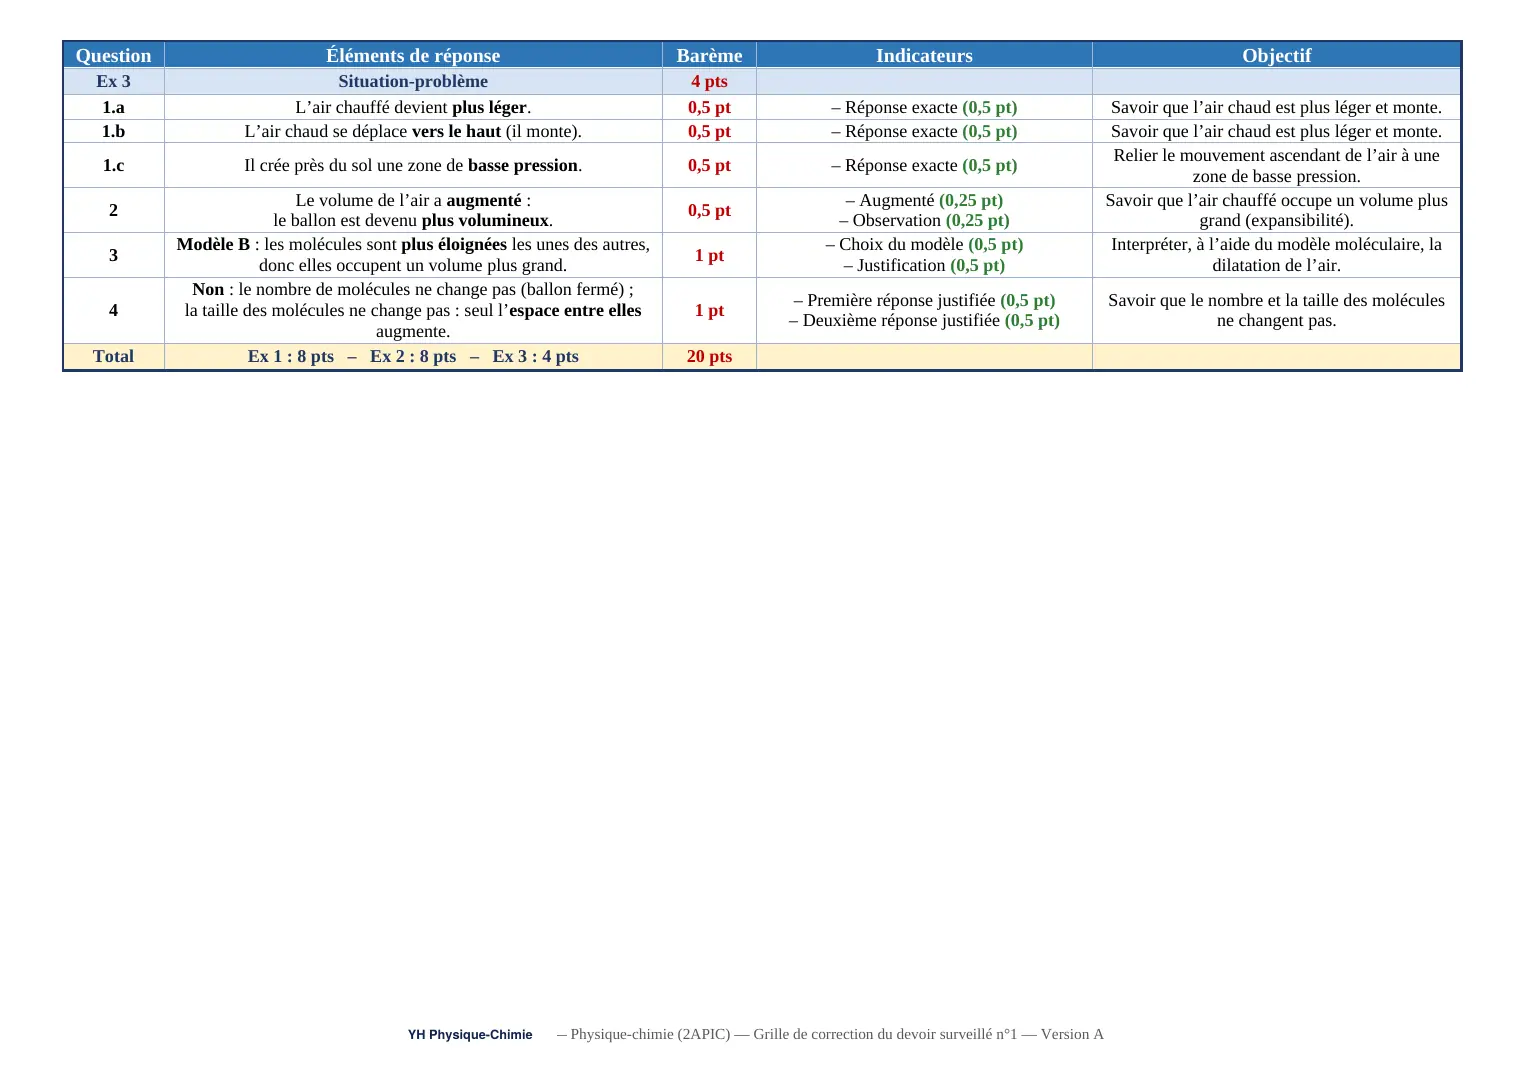 Question Éléments de réponse Barème Indicateurs Objectif
Ex 3 Situation-problème 4 pts
1.a L’air chauffé devient plus léger. 0,5 pt – Réponse exacte (0,5 pt) Savoir que l’air chaud est plus léger et monte.
1.b L’air chaud se déplace vers le haut (il monte). 0,5 pt – Réponse exacte (0,5 pt) Savoir que l’air chaud est plus léger et monte.
1.c Il crée près du sol une zone de basse pression. 0,5 pt – Réponse exacte (0,5 pt) Relier le mouvement ascendant de l’air à une
zone de basse pression.
2 Le volume de l’air a augmenté :
le ballon est devenu plus volumineux. 0,5 pt – Augmenté (0,25 pt)
– Observation (0,25 pt) Savoir que l’air chauffé occupe un volume plus
grand (expansibilité).
3 Modèle B : les molécules sont plus éloignées les unes des autres,
donc elles occupent un volume plus grand. 1 pt – Choix du modèle (0,5 pt)
– Justification (0,5 pt) Interpréter, à l’aide du modèle moléculaire, la
dilatation de l’air.
4 Non : le nombre de molécules ne change pas (ballon fermé) ;
la taille des molécules ne change pas : seul l’espace entre elles
augmente. 1 pt – Première réponse justifiée (0,5 pt)
– Deuxième réponse justifiée (0,5 pt) Savoir que le nombre et la taille des molécules
ne changent pas.
Total Ex 1 : 8 pts – Ex 2 : 8 pts – Ex 3 : 4 pts 20 pts
YH Physique-Chimie – Physique-chimie (2APIC) — Grille de correction du devoir surveillé n°1 — Version A